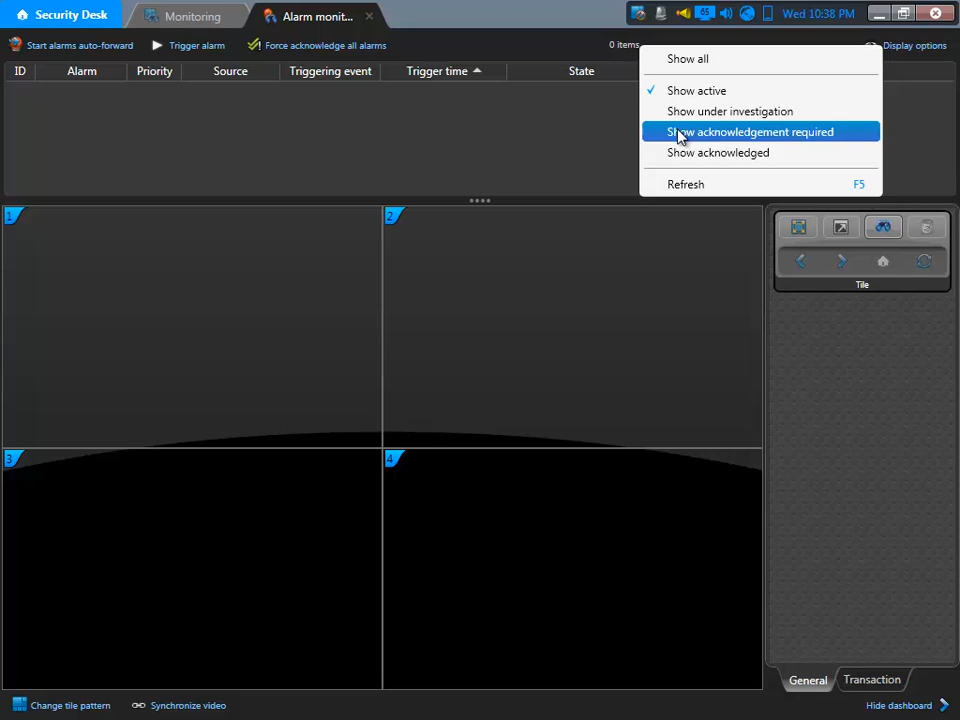 Security Desk
Monitoring
Alarm monit...
65
Wed 10:38 PM
Start alarms auto-forward
Trigger alarm
Force acknowledge all alarms
0 items
Display options
ID
Alarm
Priority
Source
Triggering event
Trigger time
State
Show all
Show active
Show under investigation
Show acknowledgement required
Show acknowledged
Refresh F5
1
2
3
4
Tile
General
Transaction
Change tile pattern
Synchronize video
Hide dashboard